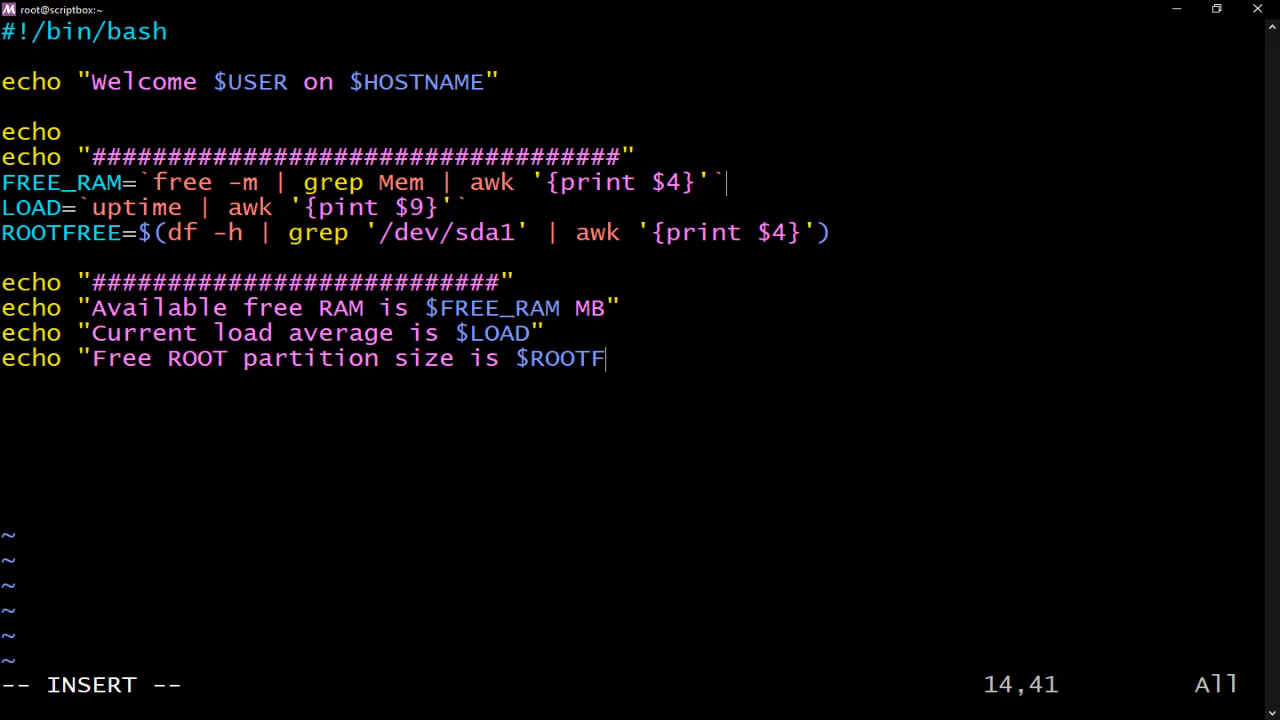 root@scriptbox:~
#!/bin/bash
echo "Welcome $USER on $HOSTNAME"
echo
echo "###################################"
FREE_RAM=`free -m | grep Mem | awk '{print $4}'`
LOAD=`uptime | awk '{pint $9}'`
ROOTFREE=$(df -h | grep '/dev/sda1' | awk '{print $4}')
echo "###########################"
echo "Available free RAM is $FREE_RAM MB"
echo "Current load average is $LOAD"
echo "Free ROOT partition size is $ROOTF
~
~
~
~
~
~
-- INSERT -- 14,41 All